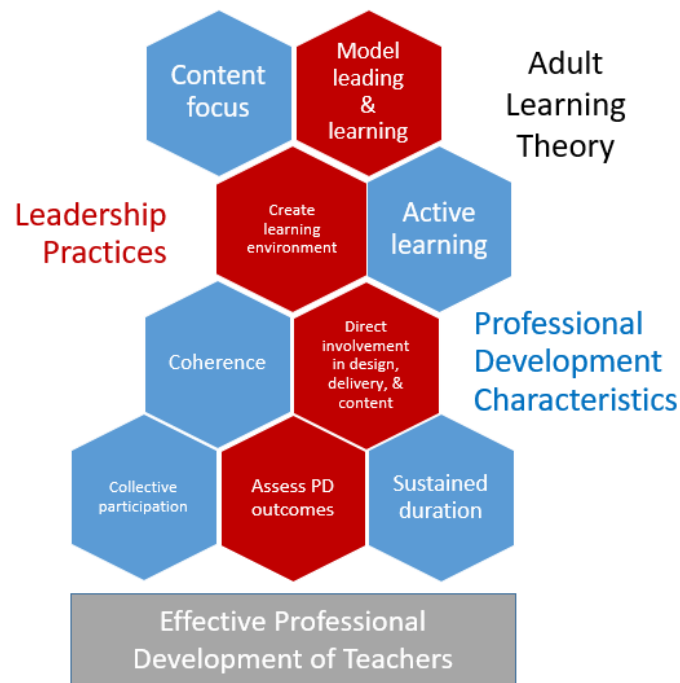 Content
focus
Model
leading
&
learning
Adult
Learning
Theory
Leadership
Practices
Create
learning
environment
Active
learning
Coherence
Direct
involvement
in design,
delivery, &
content
Professional
Development
Characteristics
Collective
participation
Assess PD
outcomes
Sustained
duration
Effective Professional
Development of Teachers